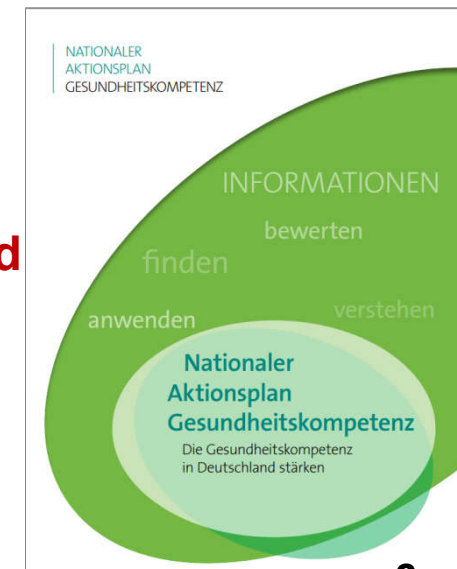 NATIONALER
AKTIONSPLAN
GESUNDHEITSKOMPETENZ
INFORMATIONEN
bewerten
finden
d
verstehen
anwenden
Nationaler
Aktionsplan
Gesundheitskompetenz
Die Gesundheitskompetenz
in Deutschland stärken